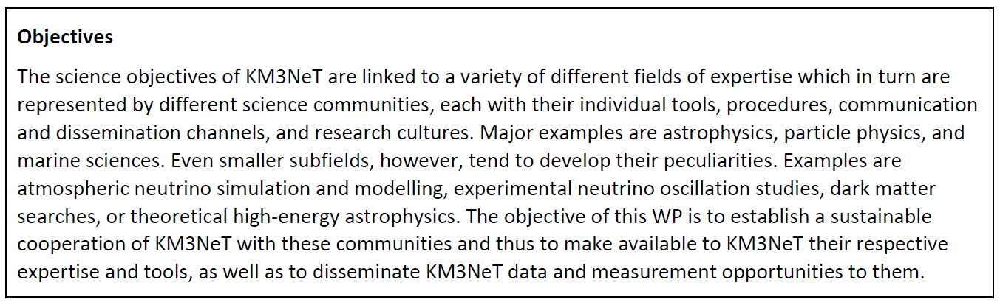 Objectives
The science objectives of KM3NeT are linked to a variety of different fields of expertise which in turn are
represented by different science communities, each with their individual tools, procedures, communication
and dissemination channels, and research cultures. Major examples are astrophysics, particle physics, and
marine sciences. Even smaller subfields, however, tend to develop their peculiarities. Examples are
atmospheric neutrino simulation and modelling, experimental neutrino oscillation studies, dark matter
searches, or theoretical high-energy astrophysics. The objective of this WP is to establish a sustainable
cooperation of KM3NeT with these communities and thus to make available to KM3NeT their respective
expertise and tools, as well as to disseminate KM3NeT data and measurement opportunities to them.